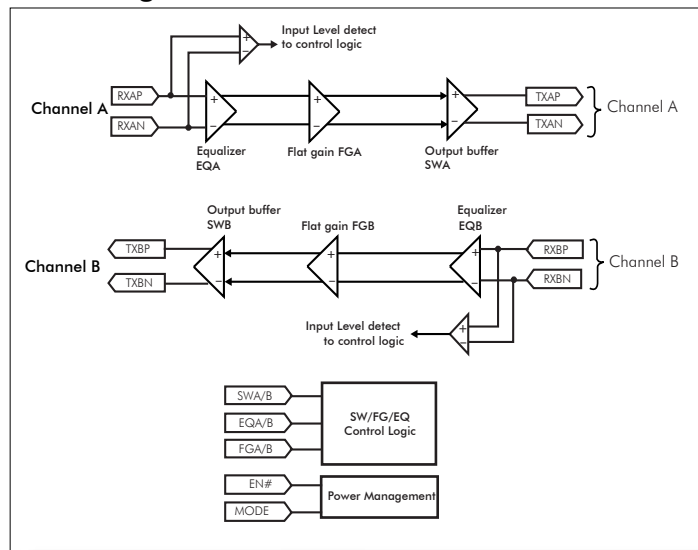 Input Level detect
to control logic
+
−
RXAP
RXAN
Channel A
+
−
+
−
+
−
TXAP
TXAN
Channel A
Equalizer
EQA
Flat gain FGA
Output buffer
SWA
Output buffer
SWB
Flat gain FGB
Equalizer
EQB
TXBP
TXBN
Channel B
+
−
+
−
+
−
RXBP
RXBN
Channel B
Input Level detect
to control logic
+
−
SWA/B
EQA/B
FGA/B
SW/FG/EQ
Control Logic
EN#
MODE
Power Management